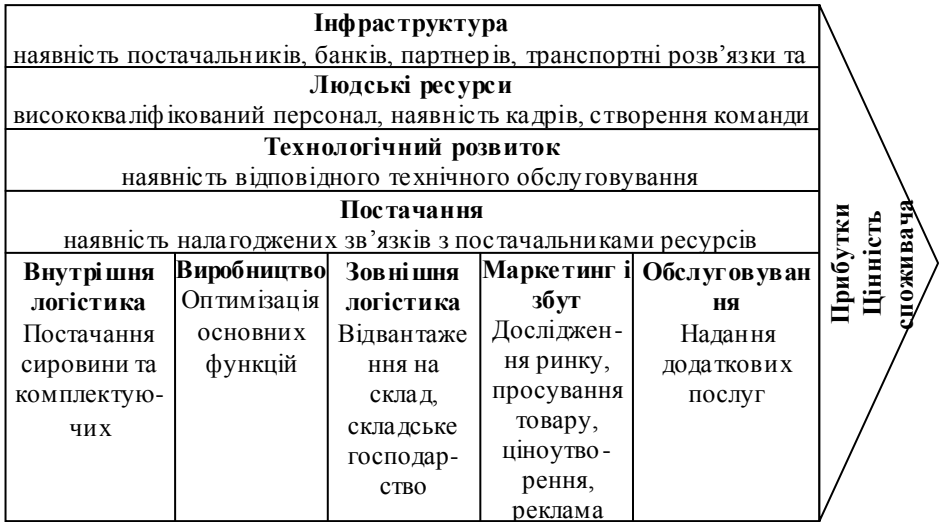 Інфраструктура
наявність постачальників, банків, партнерів, транспортні розв’язки та
Людські ресурси
висококваліфікований персонал, наявність кадрів, створення команди
Технологічний розвиток
наявність відповідного технічного обслуговування
Постачання
наявність налагоджених зв’язків з постачальниками ресурсів
Внутрішня
логістика
Постачання
сировини та
комплектую-
чих
Виробництво
Оптимізація
основних
функцій
Зовнішня
логістика
Відвантаже
ння на
склад,
складське
господар-
ство
Маркетинг і
збут
Досліджен-
ня ринку,
просування
товару,
ціноутво-
рення,
реклама
Обслуговуван
ня
Надання
додаткових
послуг
Прибутки
Цінність
споживача